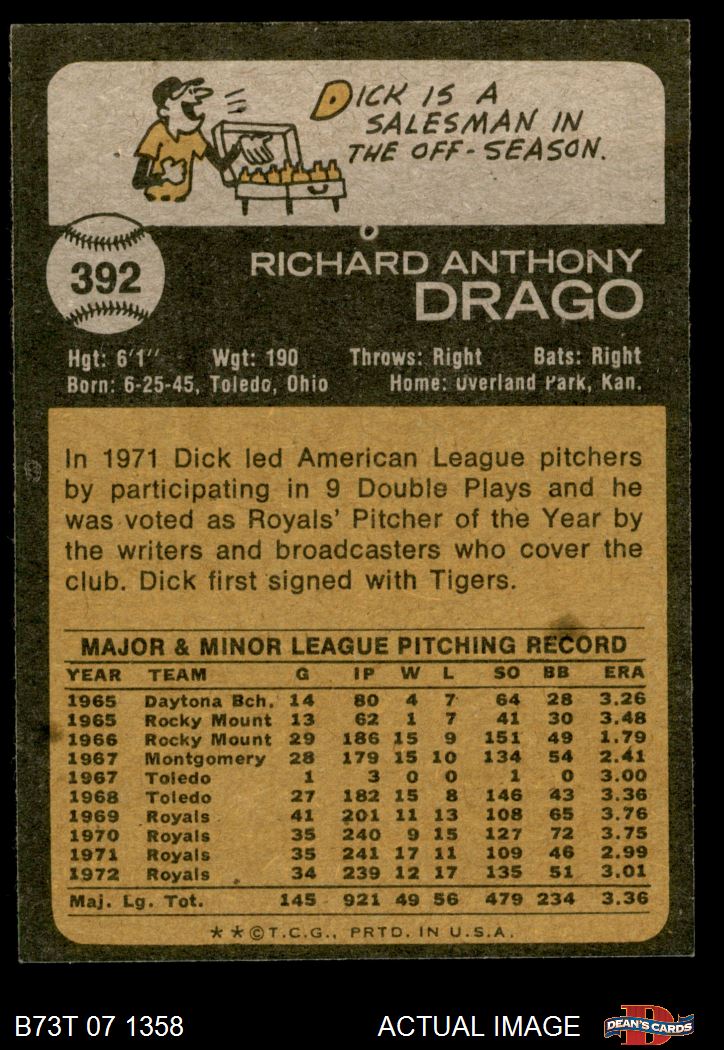 DICK IS A
SALESMAN IN
THE OFF-SEASON.
392
RICHARD ANTHONY
DRAGO
Hgt: 6'1" Wgt: 190 Throws: Right Bats: Right
Born: 6-25-45, Toledo, Ohio Home: Overland Park, Kan.
In 1971 Dick led American League pitchers
by participating in 9 Double Plays and he
was voted as Royals' Pitcher of the Year by
the writers and broadcasters who cover the
club. Dick first signed with Tigers.
MAJOR & MINOR LEAGUE PITCHING RECORD
YEAR TEAM G IP W L SO BB ERA
1965 Daytona Bch. 14 80 4 7 64 28 3.26
1965 Rocky Mount 13 62 1 7 41 30 3.48
1966 Rocky Mount 29 186 15 9 151 49 1.79
1967 Montgomery 28 179 15 10 134 54 2.41
1967 Toledo 1 3 0 0 1 0 3.00
1968 Toledo 27 182 15 8 146 43 3.36
1969 Royals 41 201 11 13 108 65 3.76
1970 Royals 35 240 9 15 127 72 3.75
1971 Royals 35 241 17 11 109 46 2.99
1972 Royals 34 239 12 17 135 51 3.01
Maj. Lg. Tot. 145 921 49 56 479 234 3.36
**©T.C.G., PRTD. IN U.S.A.
B73T 07 1358 ACTUAL IMAGE D DEAN'S CARDS